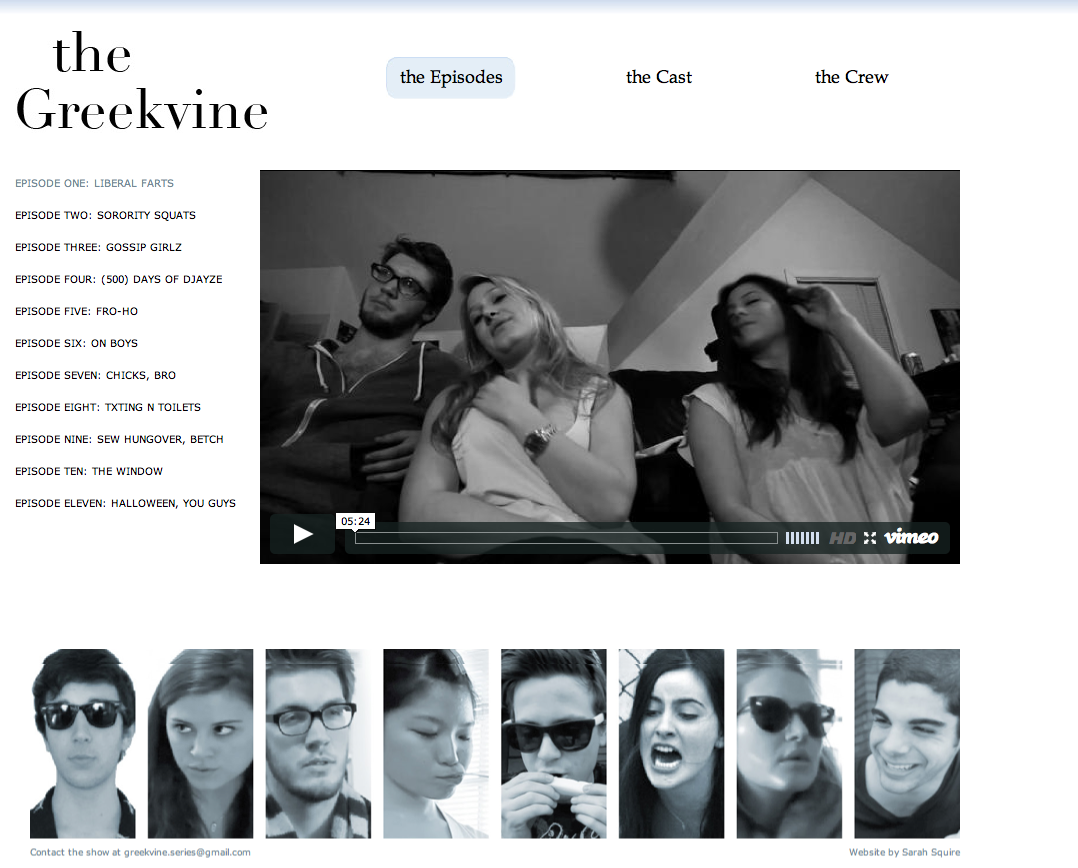 the
Greekvine
the Episodes
the Cast
the Crew
EPISODE ONE: LIBERAL FARTS
EPISODE TWO: SORORITY SQUATS
EPISODE THREE: GOSSIP GIRLZ
EPISODE FOUR: (500) DAYS OF DJAYZE
EPISODE FIVE: FRO-HO
EPISODE SIX: ON BOYS
EPISODE SEVEN: CHICKS, BRO
EPISODE EIGHT: TXTING N TOILETS
EPISODE NINE: SEW HUNGOVER, BETCH
EPISODE TEN: THE WINDOW
EPISODE ELEVEN: HALLOWEEN, YOU GUYS
05:24
HD
vimeo
Contact the show at greekvine.series@gmail.com
Website by Sarah Squire